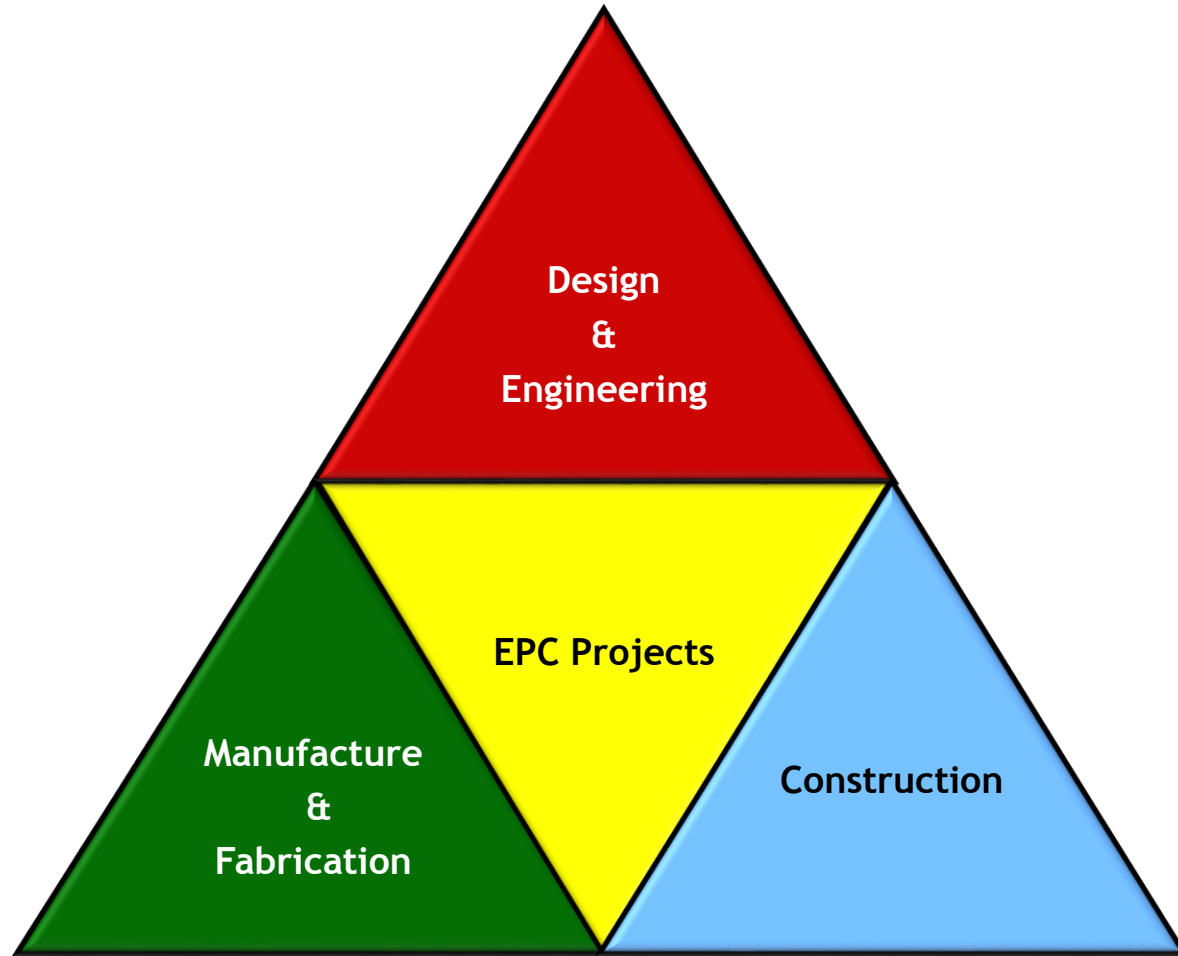 Design
&
Engineering
EPC Projects
Manufacture
&
Fabrication
Construction